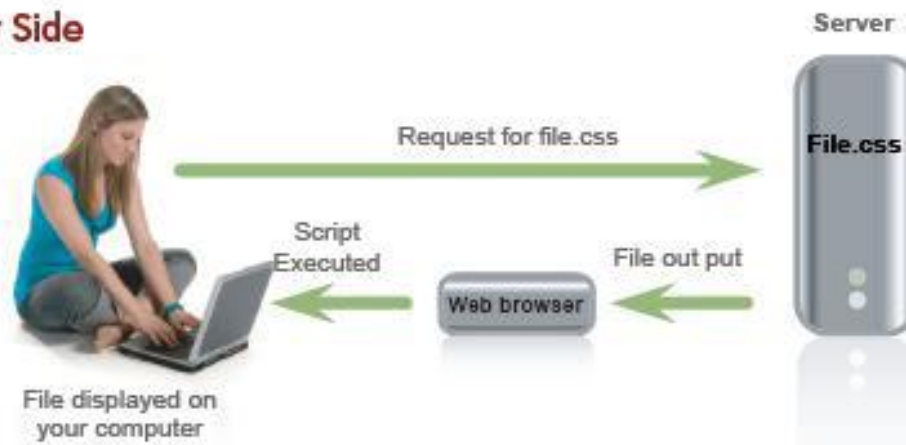 Side
Server
Request for file.css
File.css
Script
Executed
File out put
Web browser
File displayed on
your computer